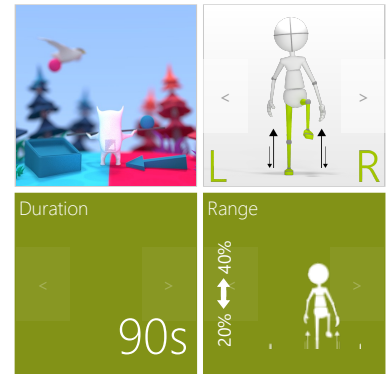 < >
L R
Duration
< >
90s
Range
20% 40%
< >